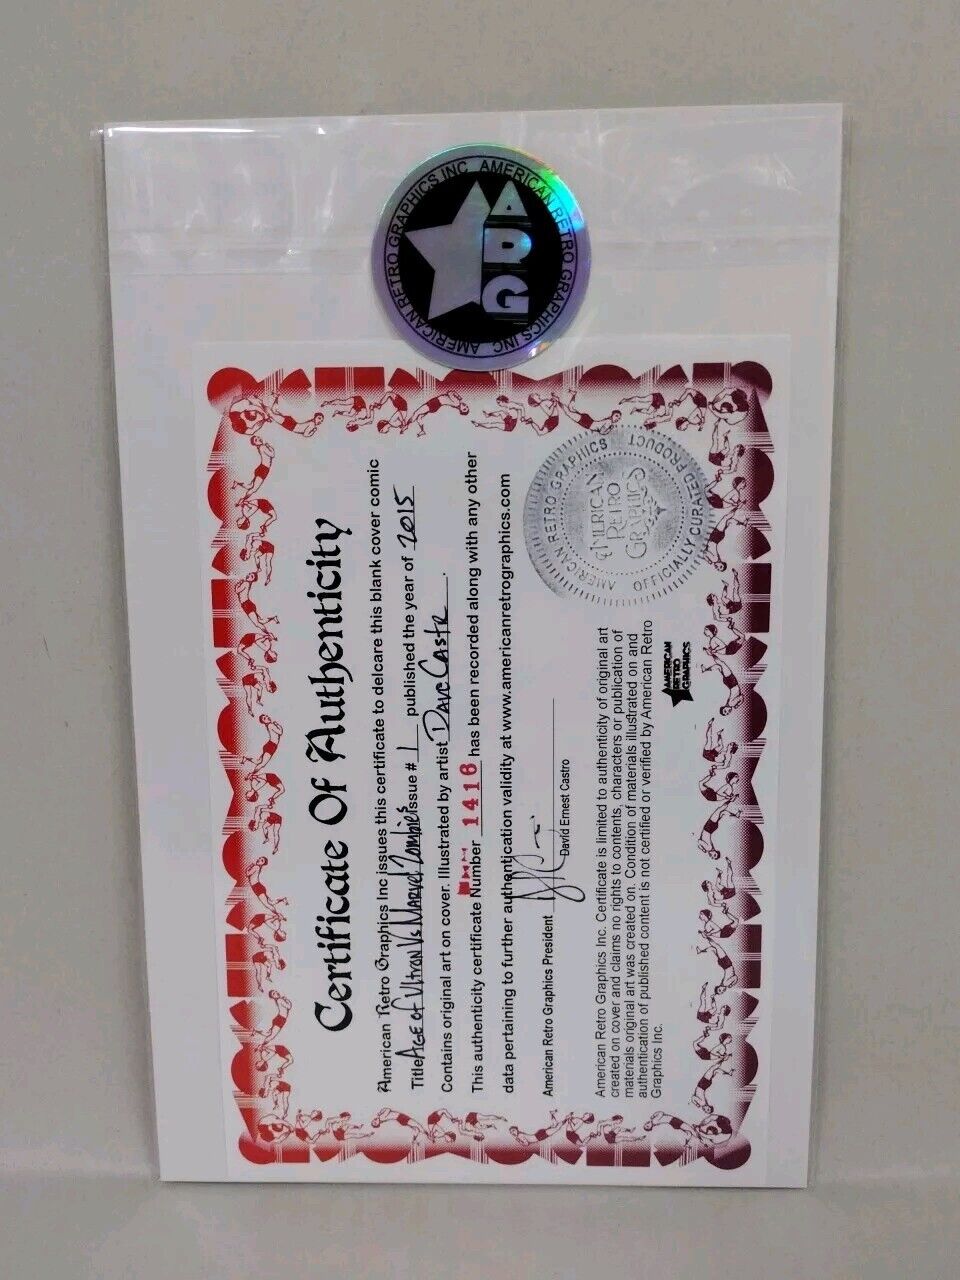 AMERICAN RETRO GRAPHICS INC. AMERICAN RETRO GRAPHICS INC.
ARG
Certificate Of Authenticity
American Retro Graphics Inc issues this certificate to delcare this blank cover comic
Title Age of Ultron Vs. Marvel Zombies Issue # 1 published the year of 2015
Contains original art on cover. Illustrated by artist Dave Castr.
This authenticity certificate Number 1416 has been recorded along with any other
data pertaining to further authentication validity at www.americanretrographics.com
American Retro Graphics President
David Ernest Castro
American Retro Graphics Inc. Certificate is limited to authenticity of original art
created on cover and claims no rights to contents, characters or publication of
materials original art was created on. Condition of materials illustrated on and
authentication of published content is not certified or verified by American Retro
Graphics Inc.
AMERICAN
RETRO
GRAPHICS
AMERICAN RETRO GRAPHICS
AMERICAN
RETRO
GRAPHICS
OFFICIALLY CURATED PRODUCT